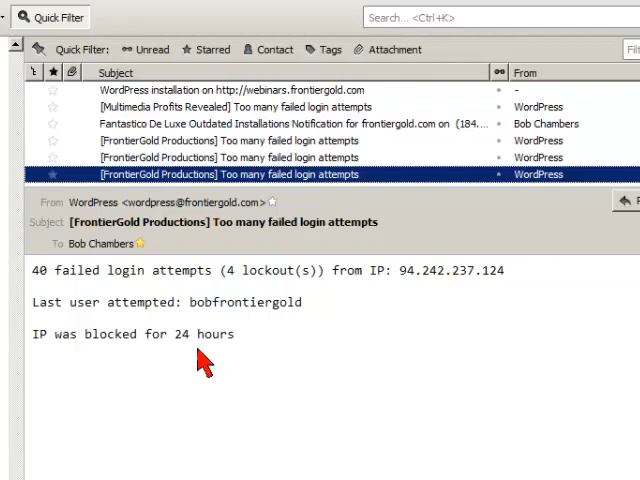 Quick Filter
Search... <Ctrl+K>
Quick Filter: Unread Starred Contact Tags Attachment
Subject From
WordPress installation on http://webinars.frontiergold.com -
[Multimedia Profits Revealed] Too many failed login attempts WordPress
Fantastico De Luxe Outdated Installations Notification for frontiergold.com on (184.... Bob Chambers
[FrontierGold Productions] Too many failed login attempts WordPress
[FrontierGold Productions] Too many failed login attempts WordPress
[FrontierGold Productions] Too many failed login attempts WordPress
From WordPress <wordpress@frontiergold.com>
Subject [FrontierGold Productions] Too many failed login attempts
To Bob Chambers
40 failed login attempts (4 lockout(s)) from IP: 94.242.237.124
Last user attempted: bobfrontiergold
IP was blocked for 24 hours